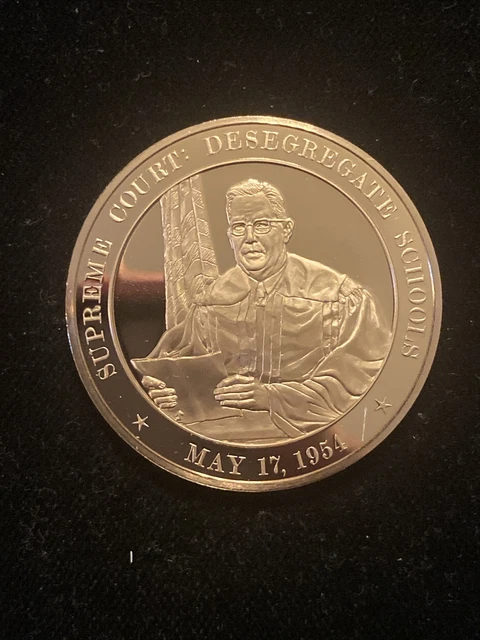 SUPREME COURT: DESEGREGATE SCHOOLS
MAY 17, 1954